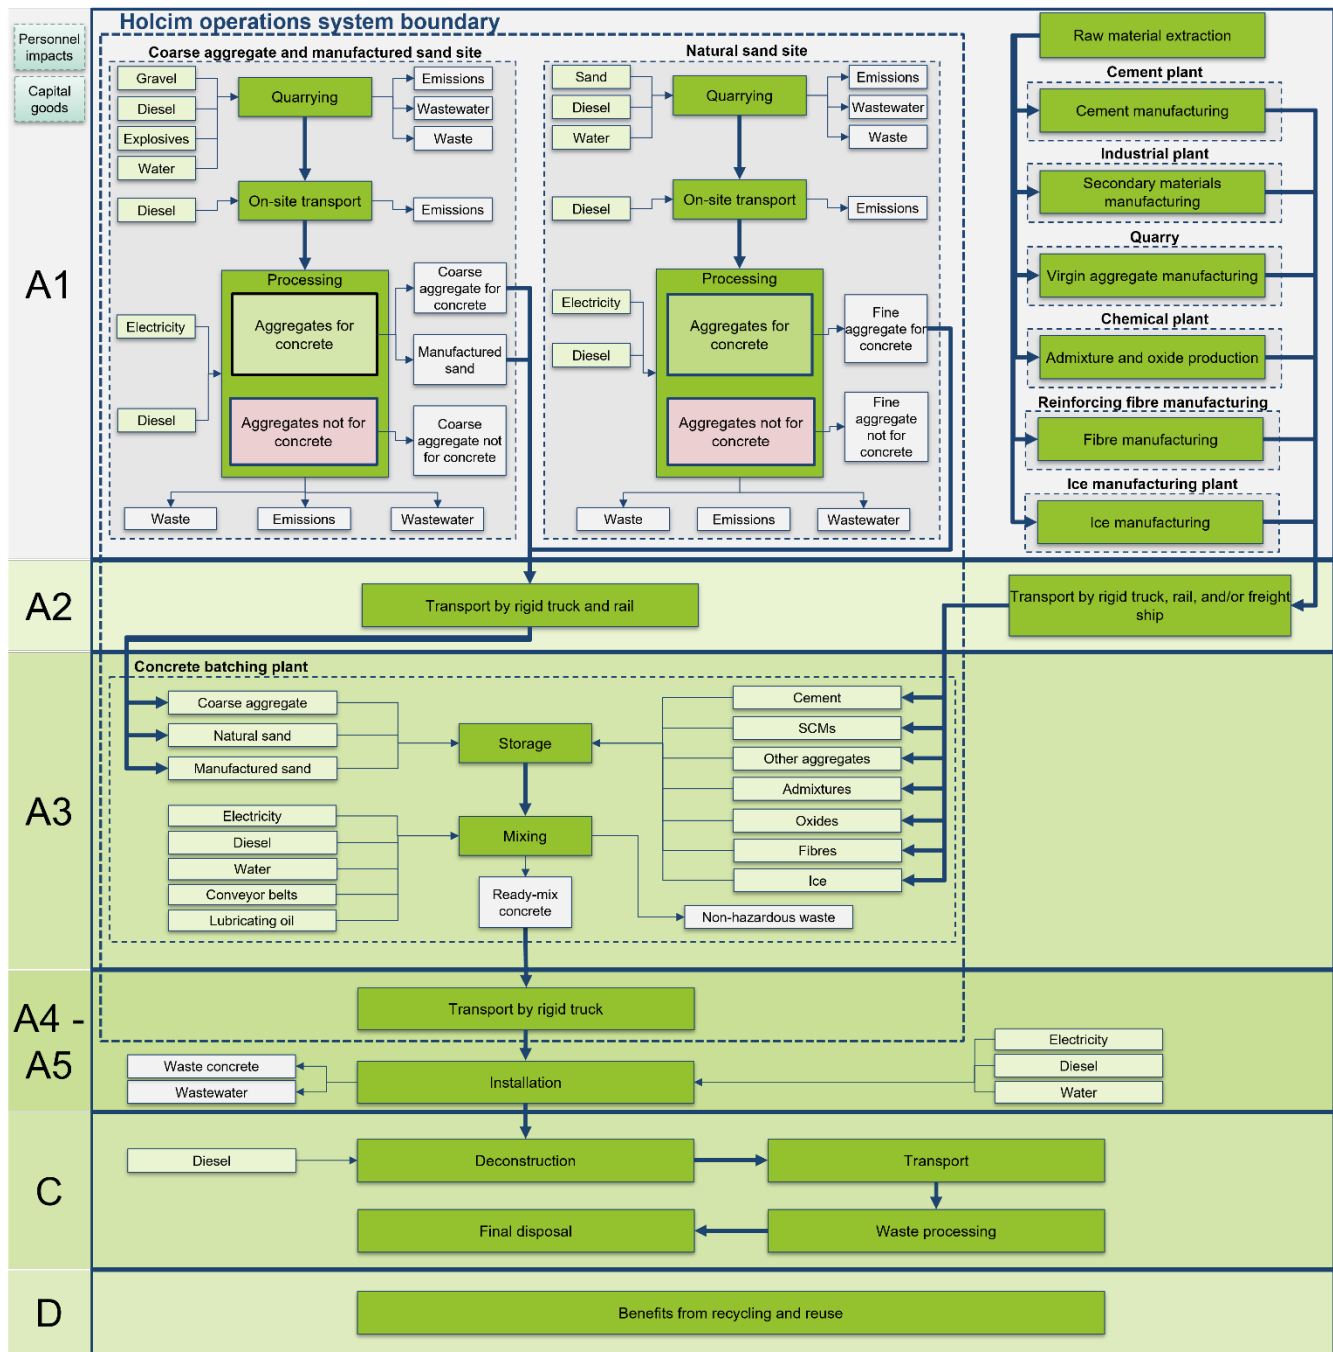 Holcim operations system boundary
Personnel
impacts
Capital
goods
A1
Coarse aggregate and manufactured sand site
Gravel
Diesel
Explosives
Water
Quarrying
Emissions
Wastewater
Waste
Diesel
On-site transport
Emissions
Electricity
Diesel
Processing
Aggregates for
concrete
Aggregates not for
concrete
Coarse
aggregate for
concrete
Manufactured
sand
Coarse
aggregate not
for concrete
Waste
Emissions
Wastewater
Natural sand site
Sand
Diesel
Water
Quarrying
Emissions
Wastewater
Waste
Diesel
On-site transport
Emissions
Electricity
Diesel
Processing
Aggregates for
concrete
Aggregates not for
concrete
Fine
aggregate for
concrete
Fine
aggregate
not for
concrete
Waste
Emissions
Wastewater
Raw material extraction
Cement plant
Cement manufacturing
Industrial plant
Secondary materials
manufacturing
Quarry
Virgin aggregate manufacturing
Chemical plant
Admixture and oxide production
Reinforcing fibre manufacturing
Fibre manufacturing
Ice manufacturing plant
Ice manufacturing
A2
Transport by rigid truck and rail
Transport by rigid truck, rail, and/or freight
ship
A3
Concrete batching plant
Coarse aggregate
Natural sand
Manufactured sand
Electricity
Diesel
Water
Conveyor belts
Lubricating oil
Storage
Mixing
Ready-mix
concrete
Cement
SCMs
Other aggregates
Admixtures
Oxides
Fibres
Ice
Non-hazardous waste
A4 -
A5
Transport by rigid truck
Waste concrete
Wastewater
Installation
Electricity
Diesel
Water
C
Diesel
Deconstruction
Transport
Final disposal
Waste processing
D
Benefits from recycling and reuse